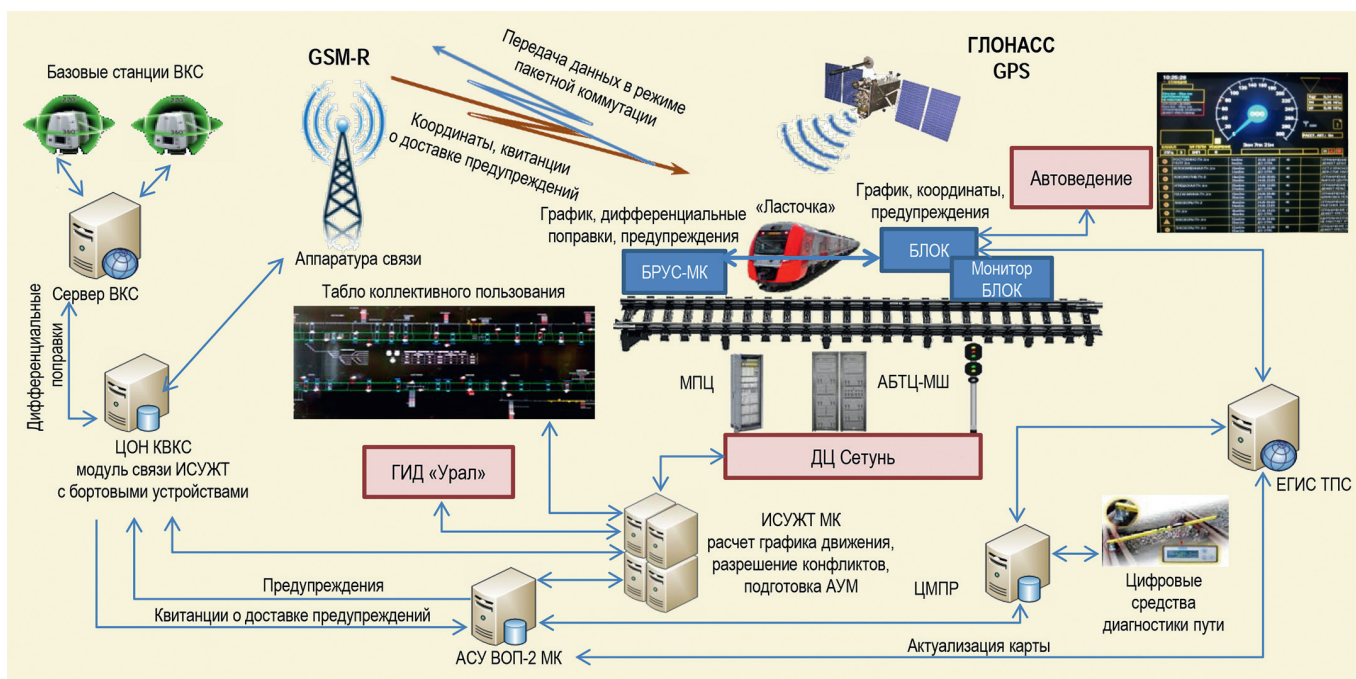 Базовые станции ВКС
GSM-R
Передача данных в режиме
пакетной коммутации
Координаты, квитанции
о доставке предупреждений
ГЛОНАСС
GPS
Автоведение
График, координаты,
предупреждения
«Ласточка»
График, дифференциальные
поправки, предупреждения
БРУС-МК
БЛОК
Монитор
БЛОК
Аппаратура связи
Сервер ВКС
Дифференциальные
поправки
Табло коллективного пользования
МПЦ
АБТЦ-МШ
ДЦ Сетунь
ГИД «Урал»
ЦОН КВКС
модуль связи ИСУЖТ
с бортовыми устройствами
ИСУЖТ МК
расчет графика движения,
разрешение конфликтов,
подготовка АУМ
ЕГИС ТПС
ЦМПР
Цифровые
средства
диагностики пути
Предупреждения
Квитанции о доставке предупреждений
АСУ ВОП-2 МК
Актуализация карты